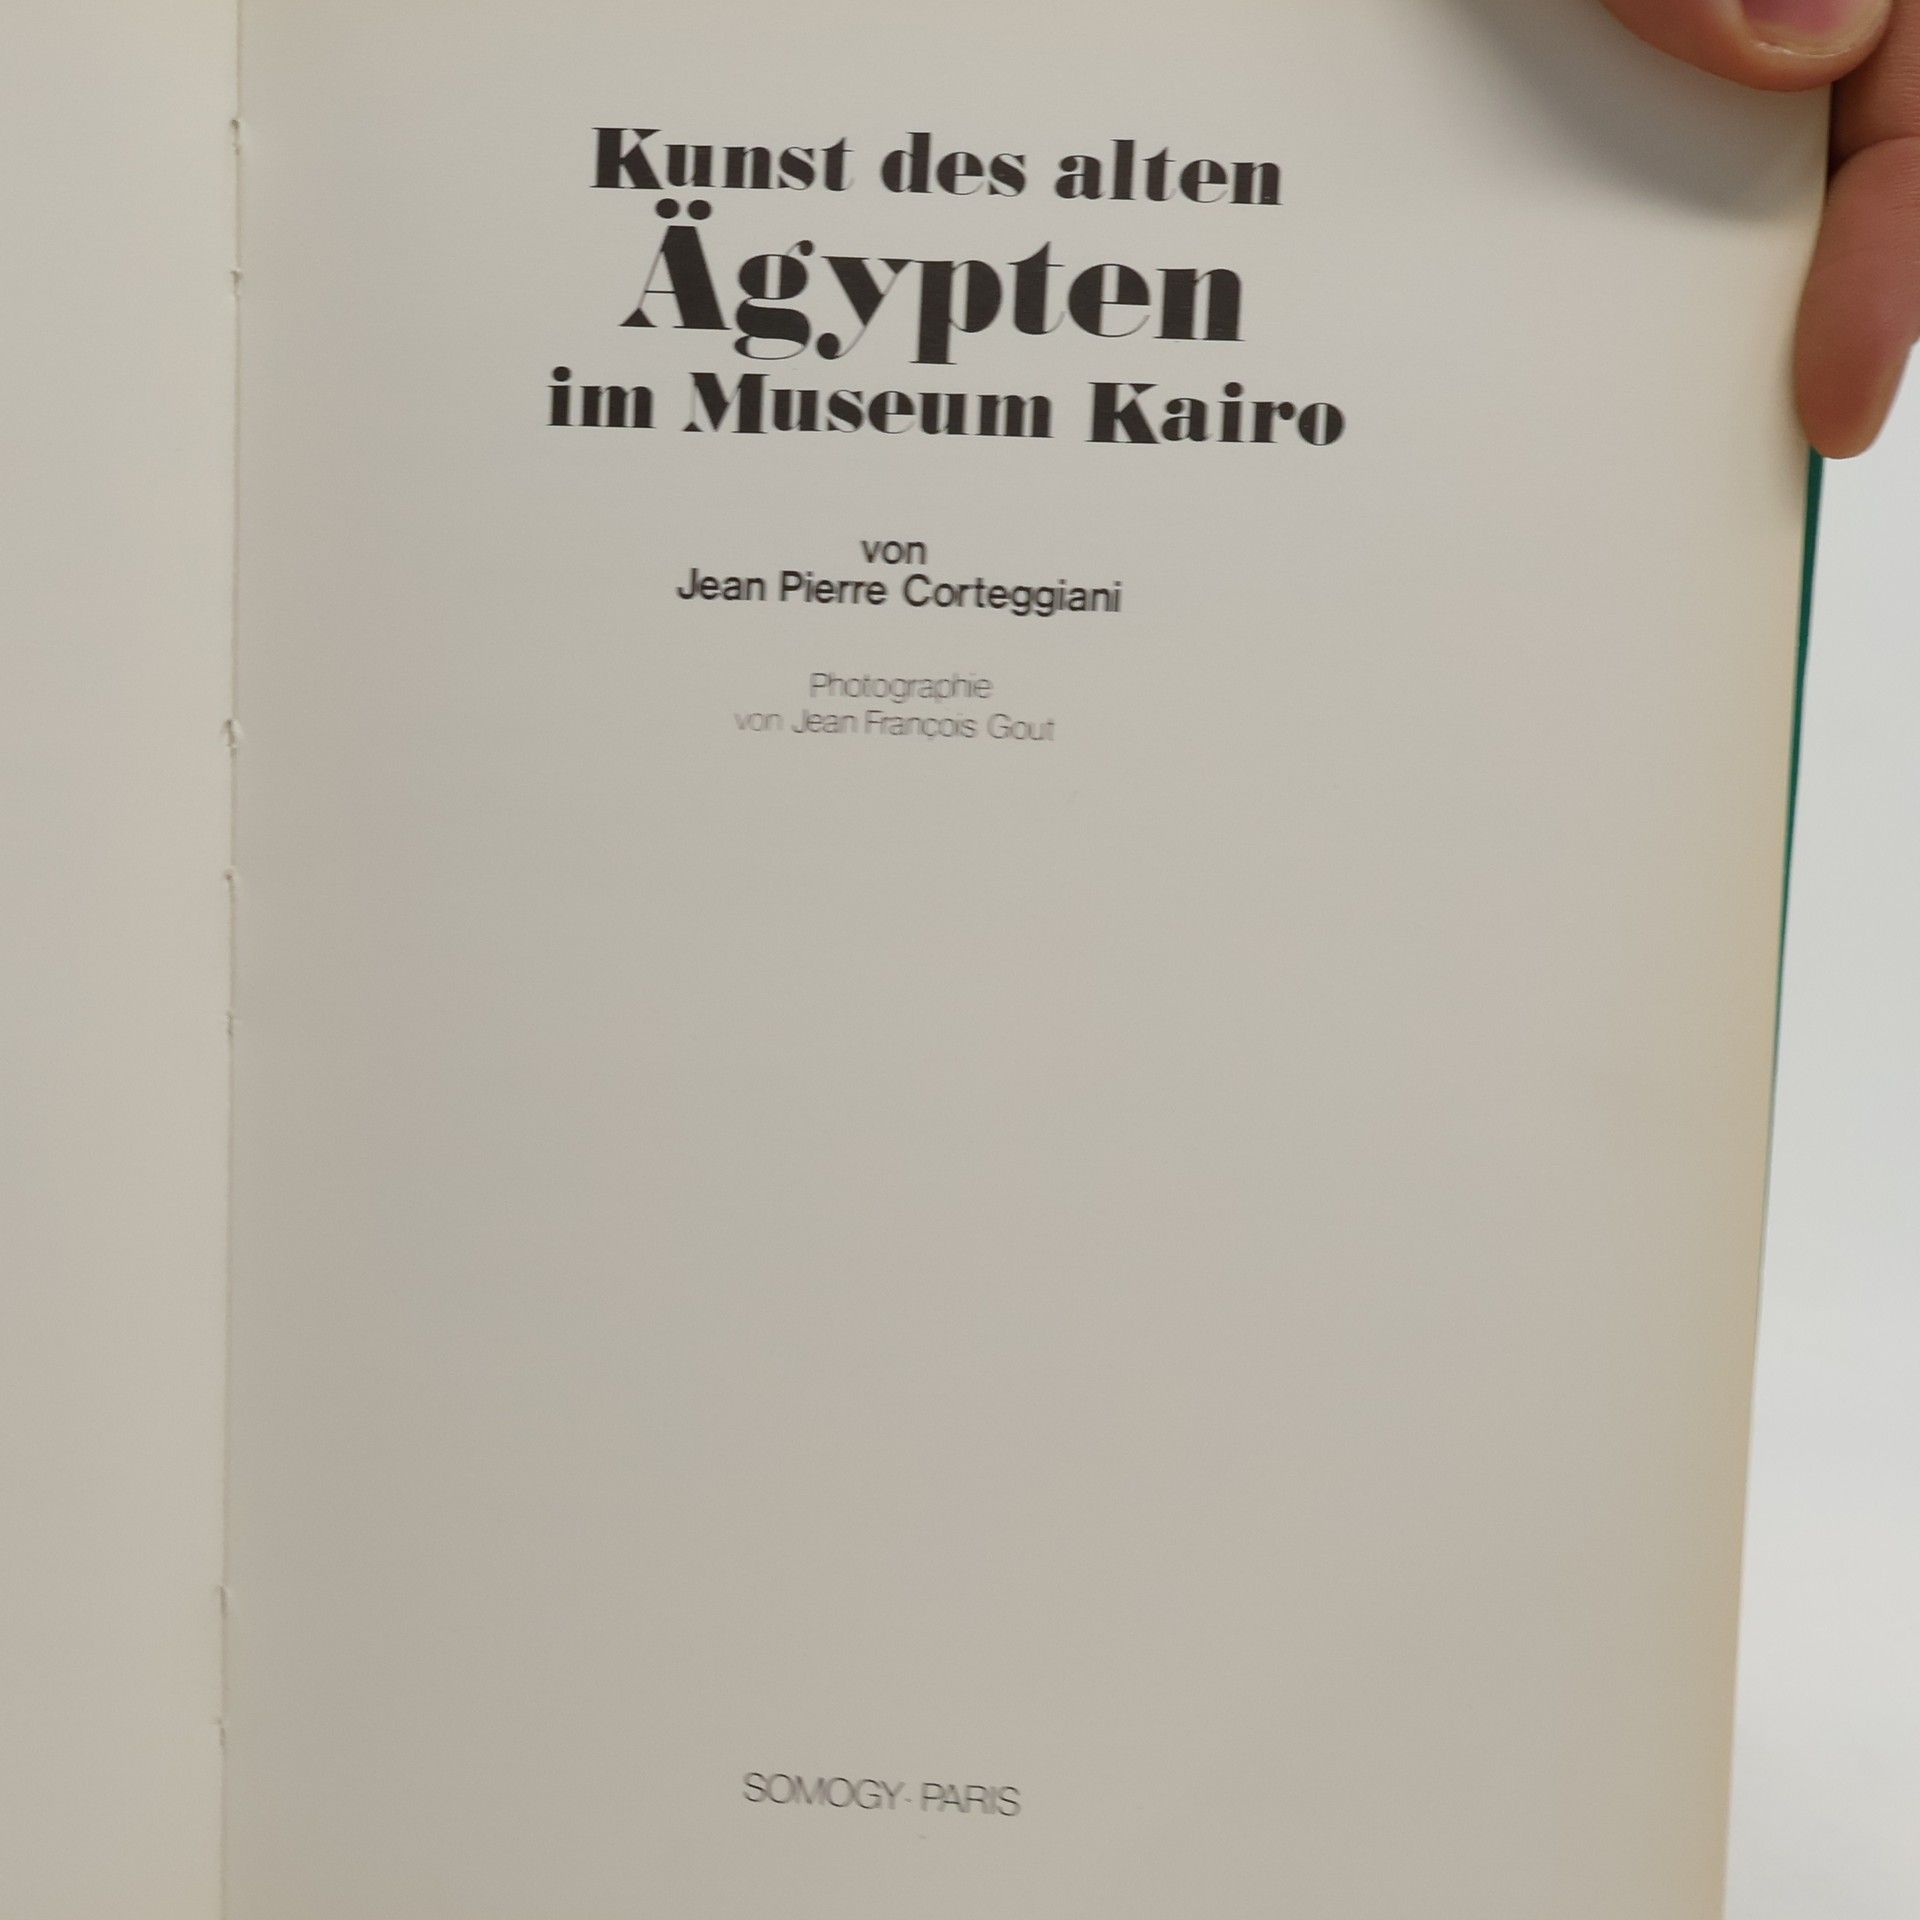 Kunst des alten
Ägypten
im Museum Kairo
von
Jean Pierre Corteggiani
Photographie
von Jean François Gout
SOMOGY-PARIS